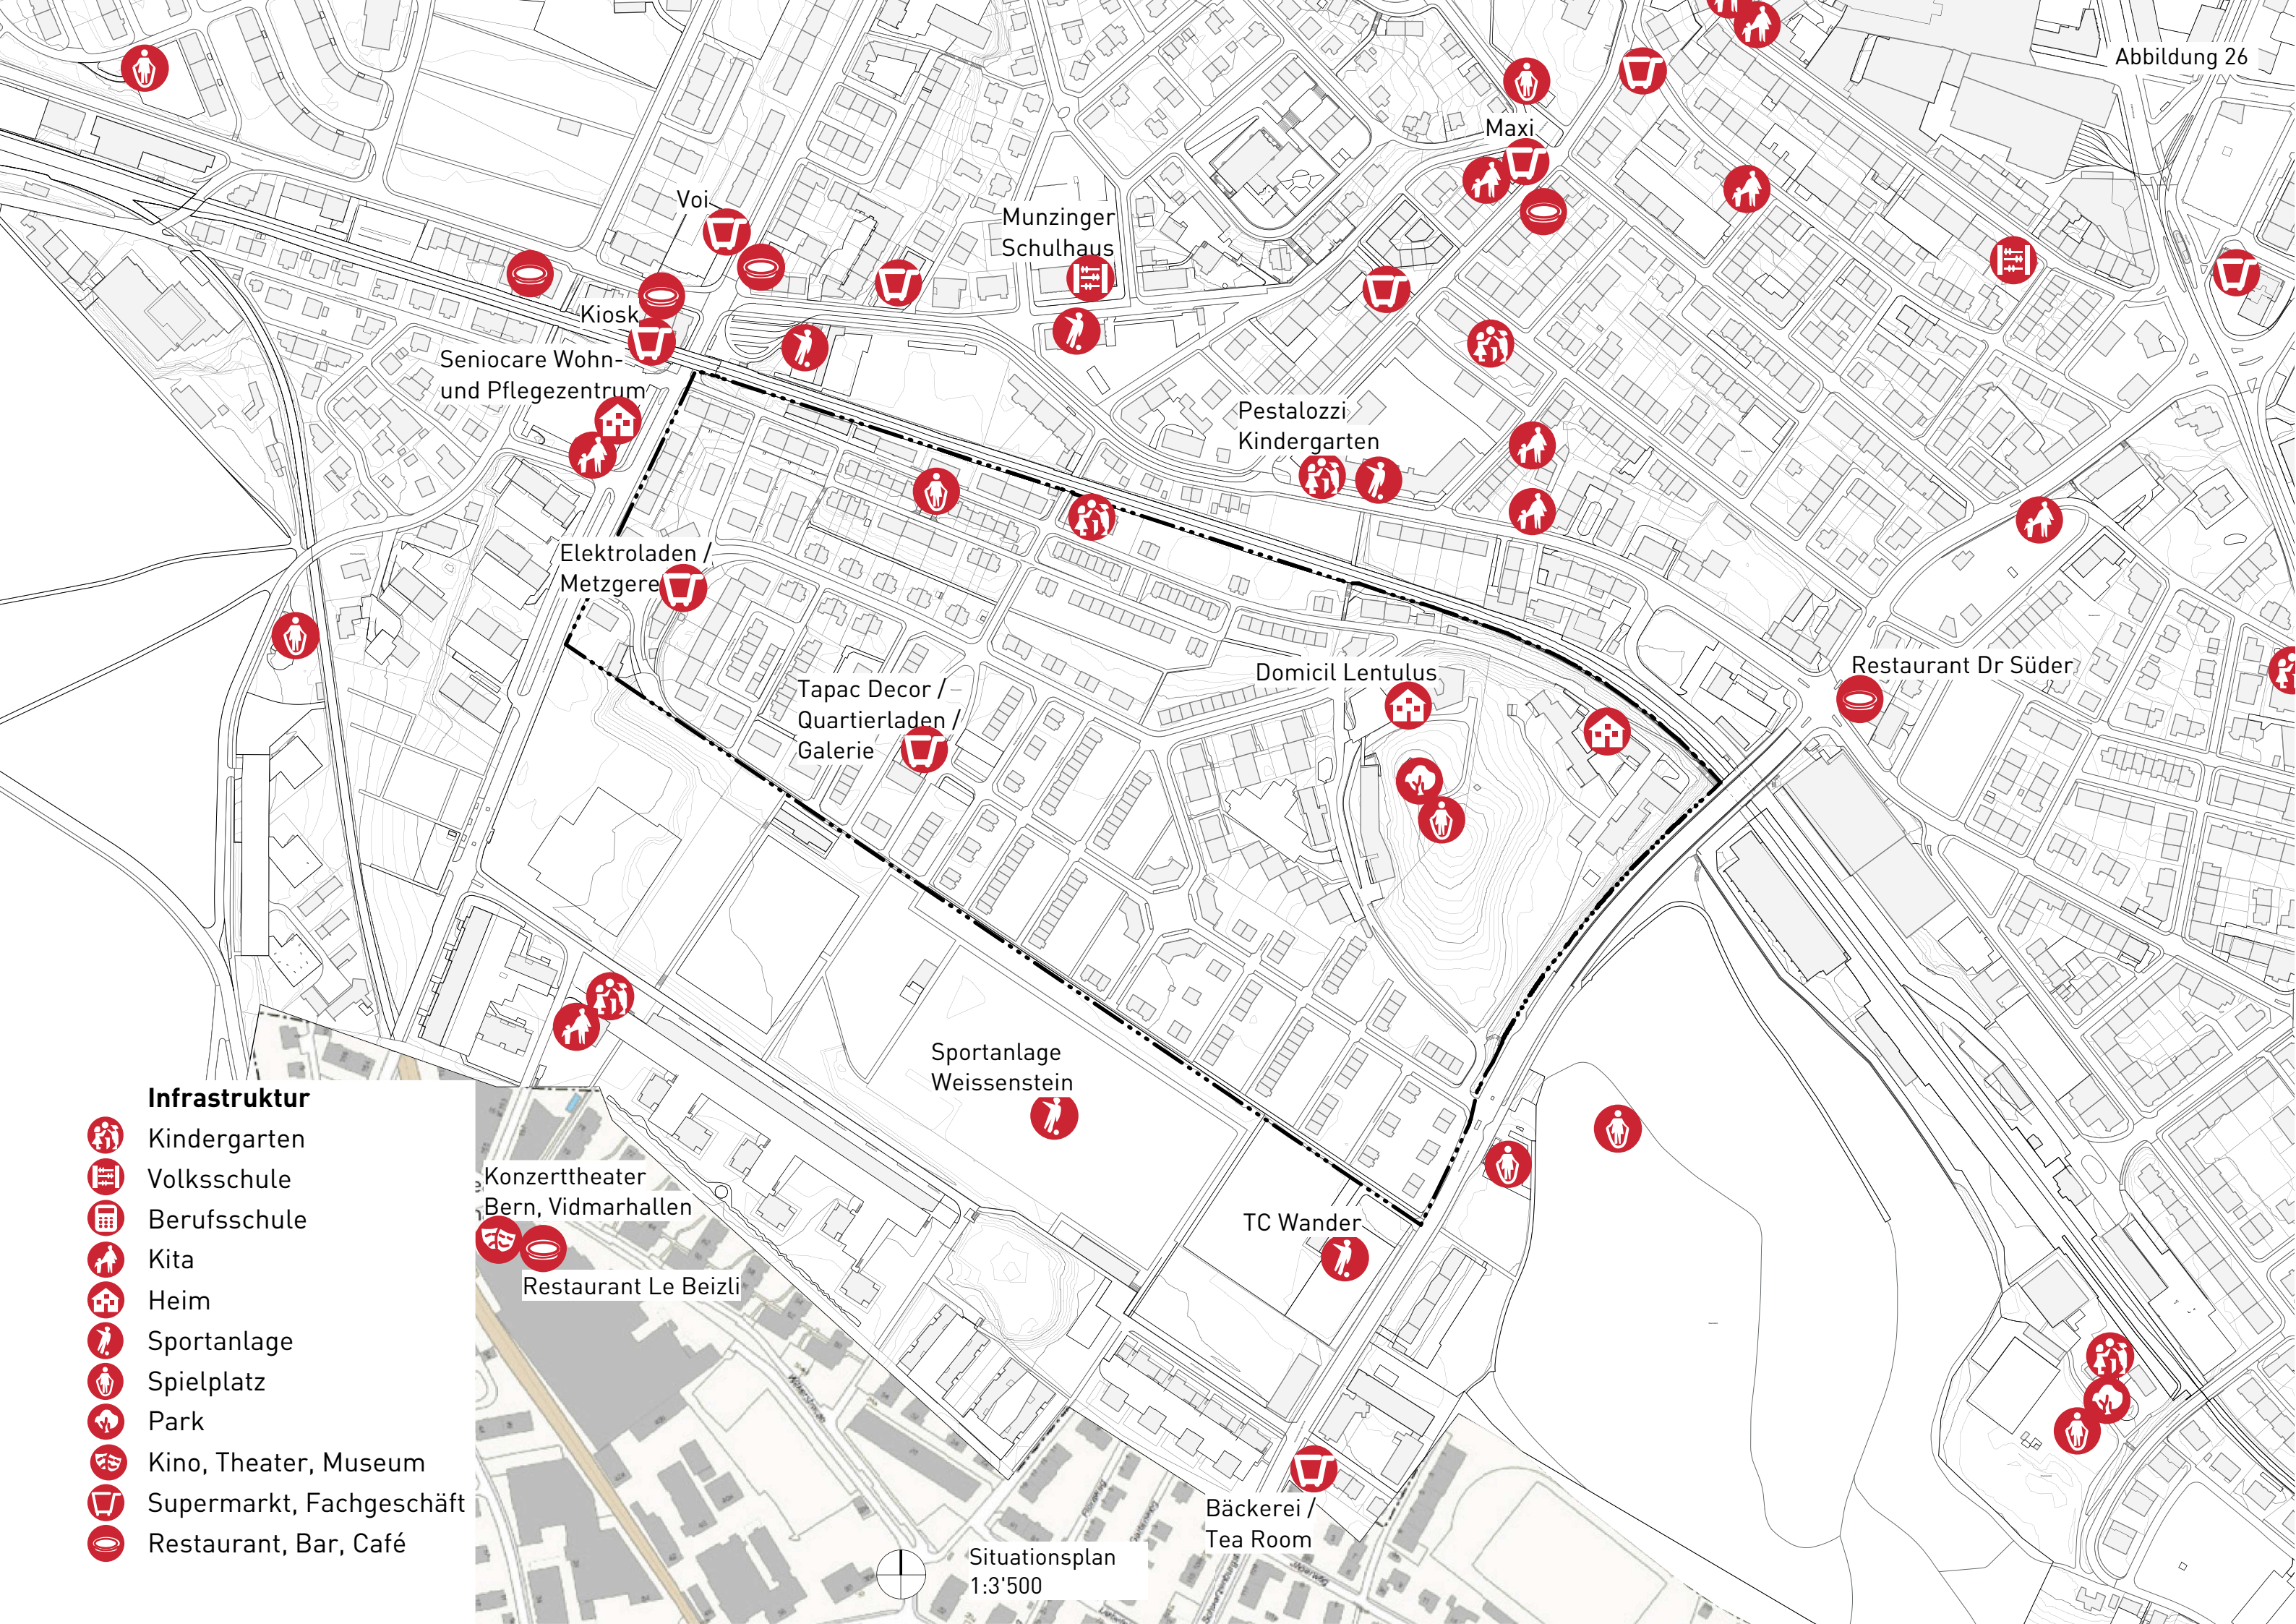 Abbildung 26
Maxi
Voi
Munzinger
Schulhaus
Kiosk
Seniocare Wohn-
und Pflegezentrum
Pestalozzi
Kindergarten
Elektroladen /
Metzgere
Domicil Lentulus
Restaurant Dr Süder
Tapac Decor /
Quartierladen /
Galerie
Sportanlage
Weissenstein
Infrastruktur
Kindergarten
Volksschule
Berufsschule
Kita
Heim
Sportanlage
Spielplatz
Park
Kino, Theater, Museum
Supermarkt, Fachgeschäft
Restaurant, Bar, Café
Konzerttheater
Bern, Vidmarhallen
Restaurant Le Beizli
TC Wander
Bäckerei /
Tea Room
Situationsplan
1:3'500